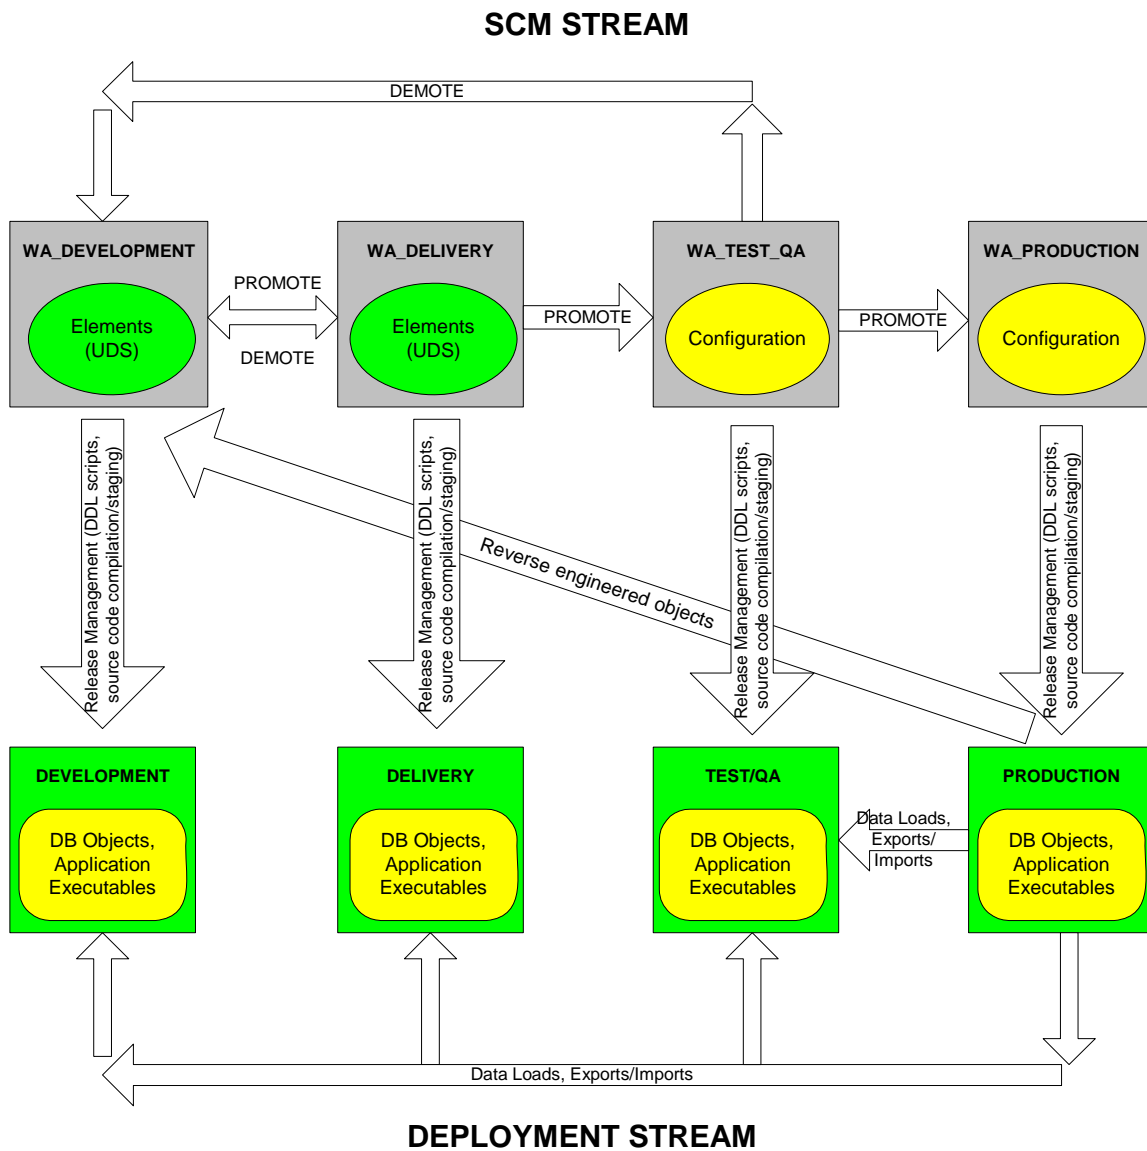 SCM STREAM
DEMOTE
WA_DEVELOPMENT
WA_DELIVERY
WA_TEST_QA
WA_PRODUCTION
PROMOTE
Elements
(UDS)
DEMOTE
Elements
(UDS)
PROMOTE
Configuration
PROMOTE
Configuration
Release Management (DDL scripts,
source code compilation/staging)
Release Management (DDL scripts,
source code compilation/staging)
Release Management (DDL scripts,
source code compilation/staging)
Release Management (DDL scripts,
source code compilation/staging)
Reverse engineered objects
DEVELOPMENT
DELIVERY
TEST/QA
PRODUCTION
DB Objects,
Application
Executables
DB Objects,
Application
Executables
DB Objects,
Application
Executables
Data Loads,
Exports/
Imports
DB Objects,
Application
Executables
Data Loads, Exports/Imports
DEPLOYMENT STREAM